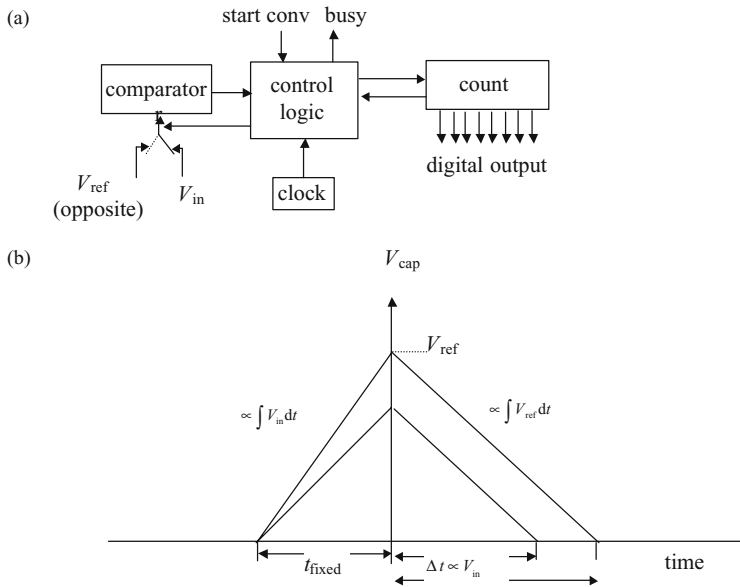 (a)
start conv busy
comparator
control
logic
count
V_ref
(opposite)
V_in
clock
digital output
(b)
V_cap
V_ref
∝ ∫ V_in dt
∝ ∫ V_ref dt
t_fixed
Δ t ∝ V_in
time